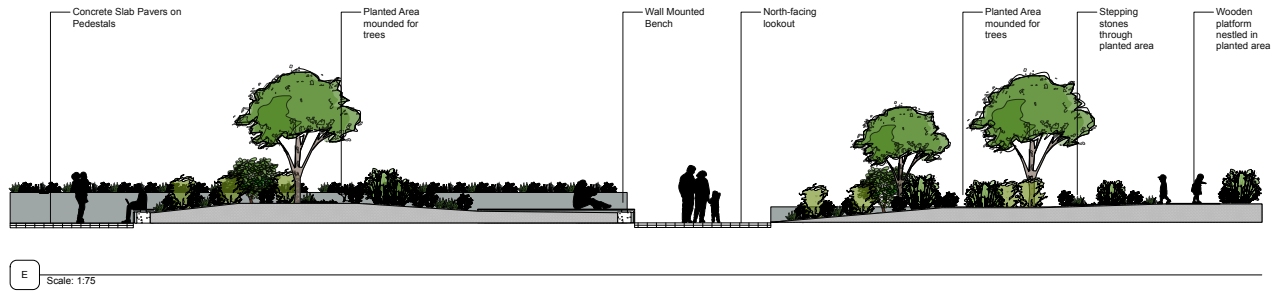 Concrete Slab Pavers on
Pedestals
Planted Area
mounded for
trees
Wall Mounted
Bench
North-facing
lookout
Planted Area
mounded for
trees
Stepping
stones
through
planted area
Wooden
platform
nestled in
planted area
E
Scale: 1:75